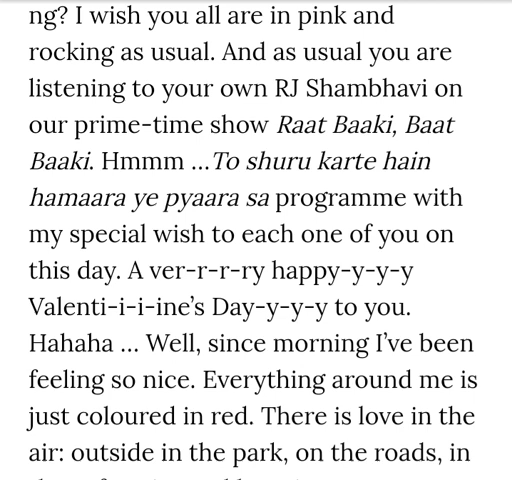 ng? I wish you all are in pink and
rocking as usual. And as usual you are
listening to your own RJ Shambhavi on
our prime-time show Raat Baaki, Baat
Baaki. Hmmm ...To shuru karte hain
hamaara ye pyaara sa programme with
my special wish to each one of you on
this day. A ver-r-r-ry happy-y-y-y
Valenti-i-i-ine’s Day-y-y-y to you.
Hahaha ... Well, since morning I’ve been
feeling so nice. Everything around me is
just coloured in red. There is love in the
air: outside in the park, on the roads, in